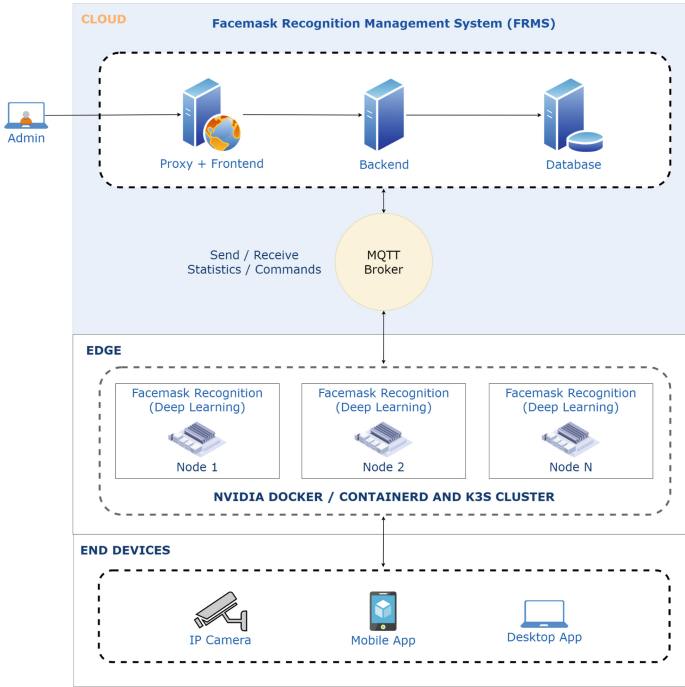 CLOUD
Facemask Recognition Management System (FRMS)
Admin
Proxy + Frontend
Backend
Database
Send / Receive
Statistics / Commands
MQTT
Broker
EDGE
Facemask Recognition
(Deep Learning)
Node 1
Facemask Recognition
(Deep Learning)
Node 2
Facemask Recognition
(Deep Learning)
Node N
NVIDIA DOCKER / CONTAINERD AND K3S CLUSTER
END DEVICES
IP Camera
Mobile App
Desktop App